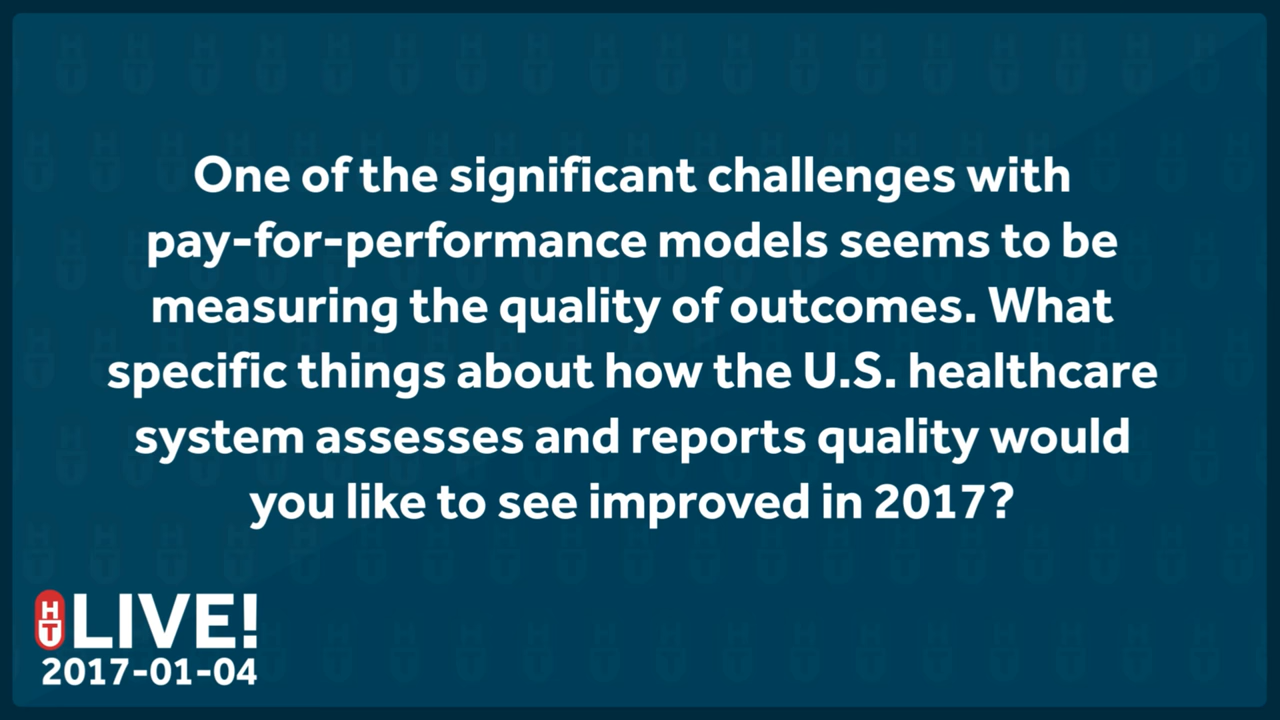 One of the significant challenges with
pay-for-performance models seems to be
measuring the quality of outcomes. What
specific things about how the U.S. healthcare
system assesses and reports quality would
you like to see improved in 2017?
HT LIVE!
2017-01-04